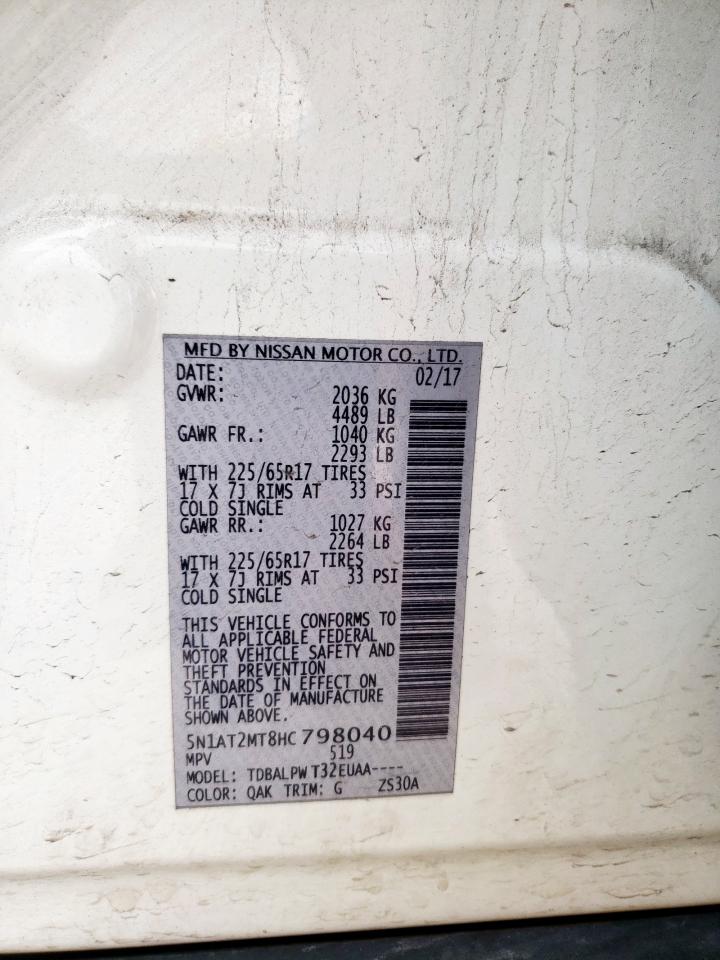 MFD BY NISSAN MOTOR CO., LTD.
DATE: 02/17
GVWR: 2036 KG
4489 LB
GAWR FR.: 1040 KG
2293 LB
WITH 225/65R17 TIRES
17 X 7J RIMS AT 33 PSI
COLD SINGLE
GAWR RR.: 1027 KG
2264 LB
WITH 225/65R17 TIRES
17 X 7J RIMS AT 33 PSI
COLD SINGLE
THIS VEHICLE CONFORMS TO
ALL APPLICABLE FEDERAL
MOTOR VEHICLE SAFETY AND
THEFT PREVENTION
STANDARDS IN EFFECT ON
THE DATE OF MANUFACTURE
SHOWN ABOVE.
5N1AT2MT8HC798040
MPV 519
MODEL: TDBALPW T32EUAA----
COLOR: QAK TRIM: G ZS30A